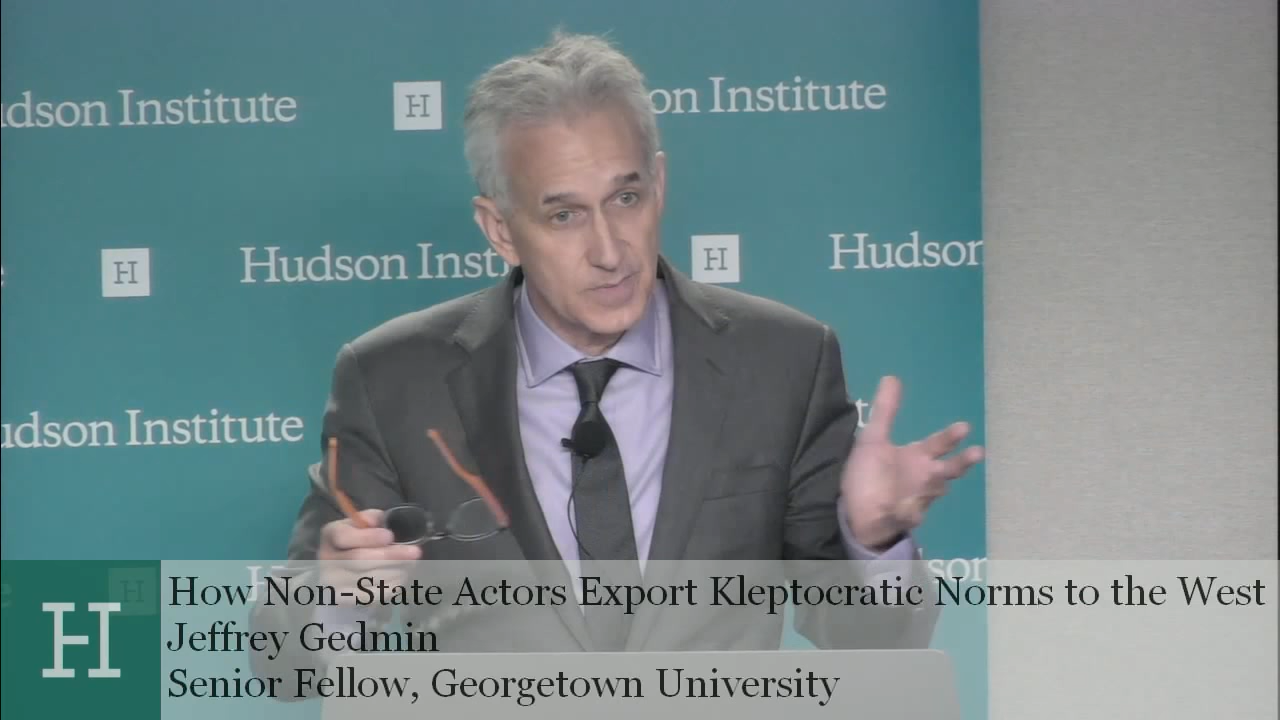 udson Institute
H
on Institute
H
Hudson Insti
H
Hudson
udson Institute
How Non-State Actors Export Kleptocratic Norms to the West
H
Jeffrey Gedmin
Senior Fellow, Georgetown University